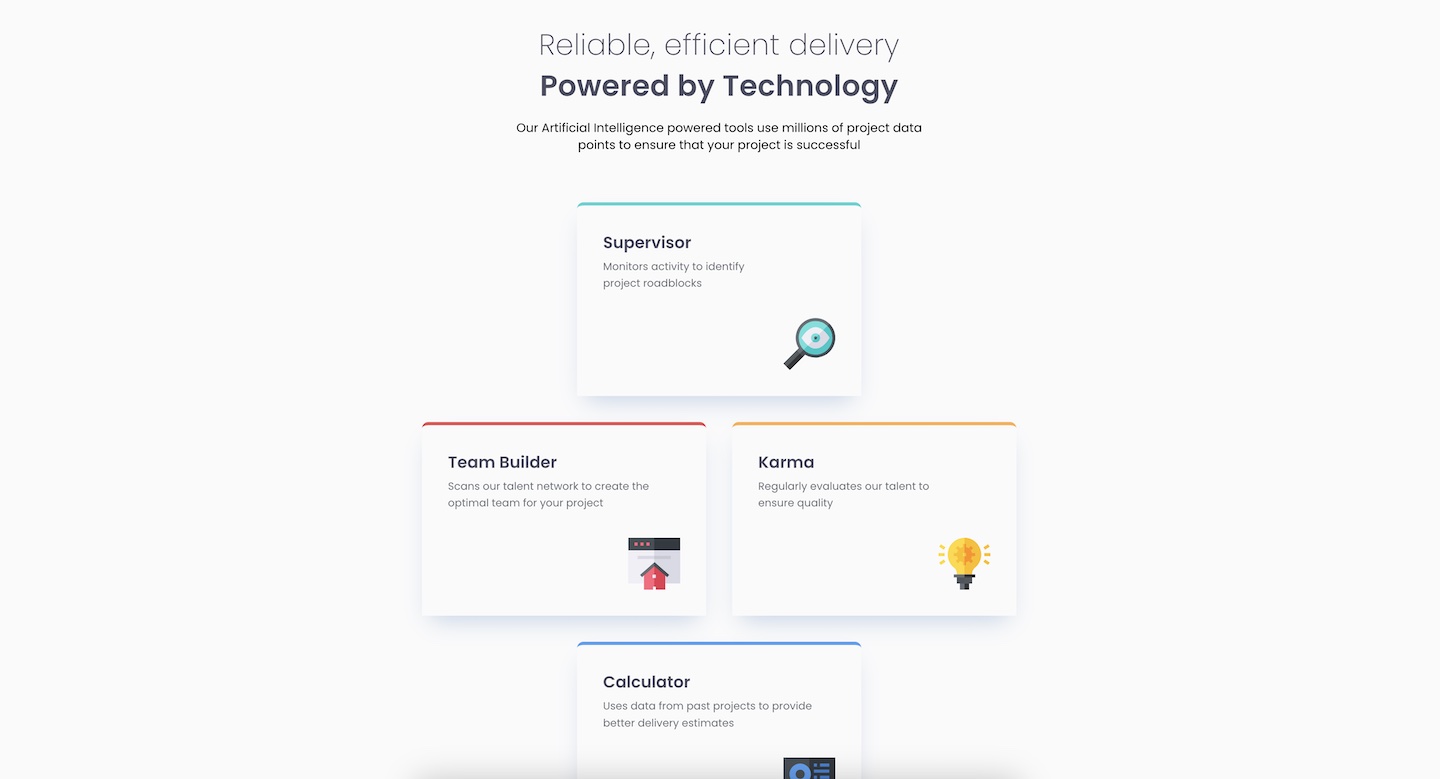 Reliable, efficient delivery
Powered by Technology
Our Artificial Intelligence powered tools use millions of project data
points to ensure that your project is successful
Supervisor
Monitors activity to identify
project roadblocks
Team Builder
Scans our talent network to create the
optimal team for your project
Karma
Regularly evaluates our talent to
ensure quality
Calculator
Uses data from past projects to provide
better delivery estimates